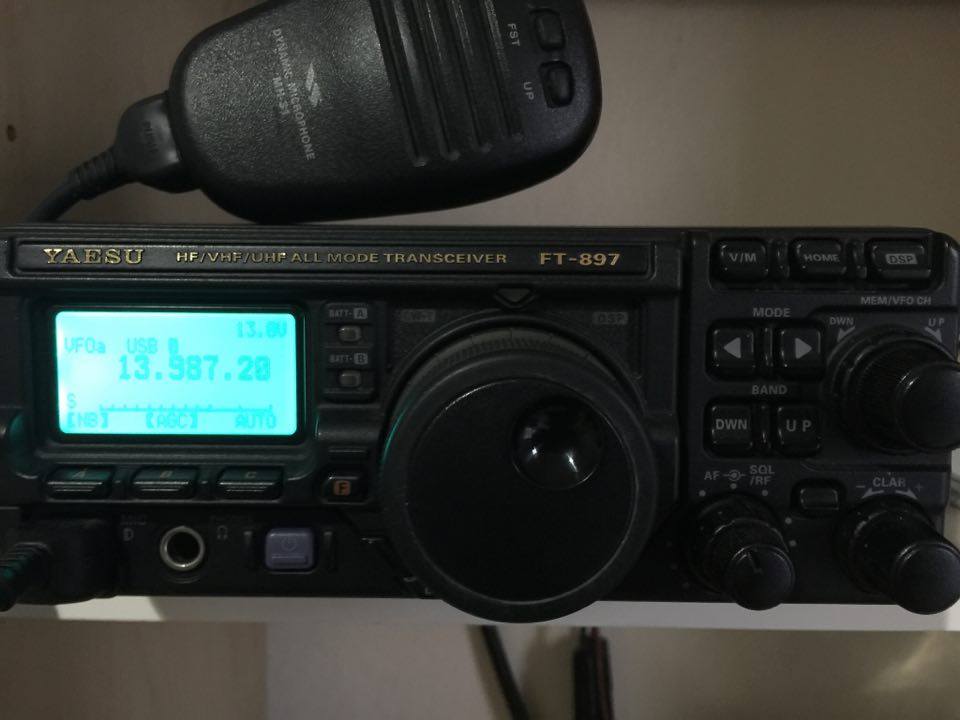 FST
UP
DYNAMIC MICROPHONE
YAESU HF/VHF/UHF ALL MODE TRANSCEIVER FT-897
V/M HOME DSP
MEM/VFO CH
MODE
DWN UP
BATT-A
BATT-B
13.8V
VFOa USB
13.987.20
S
[NB] [AGC] AUTO
DSP
BAND
DWN UP
A B C
F
AF SQL
/RF
- CLAR +